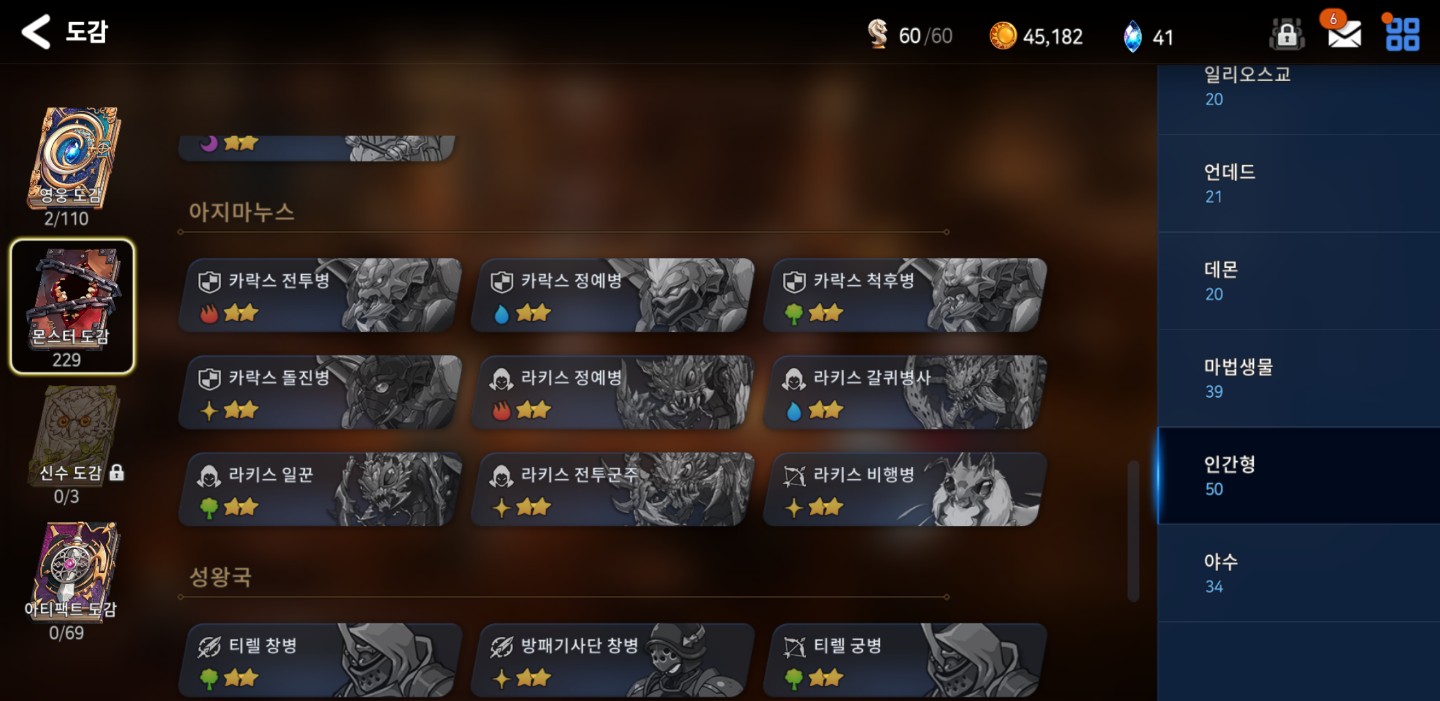 도감
60/60
45,182
41
6
영웅 도감
2/110
몬스터 도감
229
신수 도감
0/3
아티팩트 도감
0/69
아지마누스
카락스 전투병
카락스 정예병
카락스 척후병
카락스 돌진병
라키스 정예병
라키스 갈퀴병사
라키스 일꾼
라키스 전투군주
라키스 비행병
성왕국
티렐 창병
방패기사단 창병
티렐 궁병
일리오스교
20
언데드
21
데몬
20
마법생물
39
인간형
50
야수
34